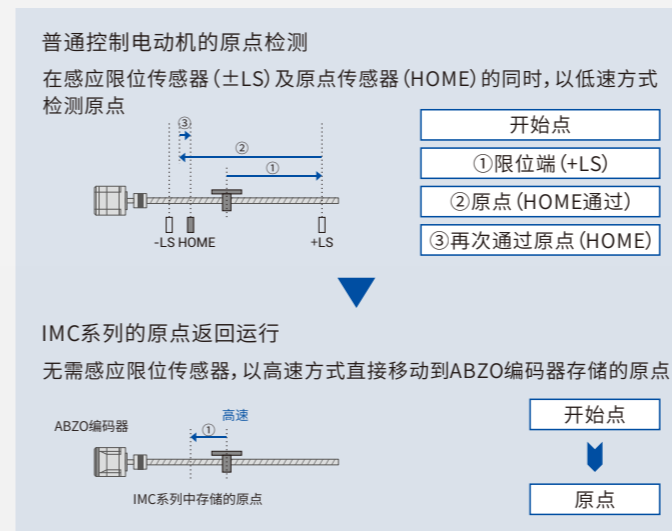 普通控制电动机的原点检测
在感应限位传感器（±LS）及原点传感器（HOME）的同时，以低速方式
检测原点
③
②
①
-LS HOME
+LS
开始点
①限位端（+LS）
②原点（HOME通过）
③再次通过原点（HOME）
IMC系列的原点返回运行
无需感应限位传感器，以高速方式直接移动到ABZO编码器存储的原点
高速
ABZO编码器
①
IMC系列中存储的原点
开始点
原点